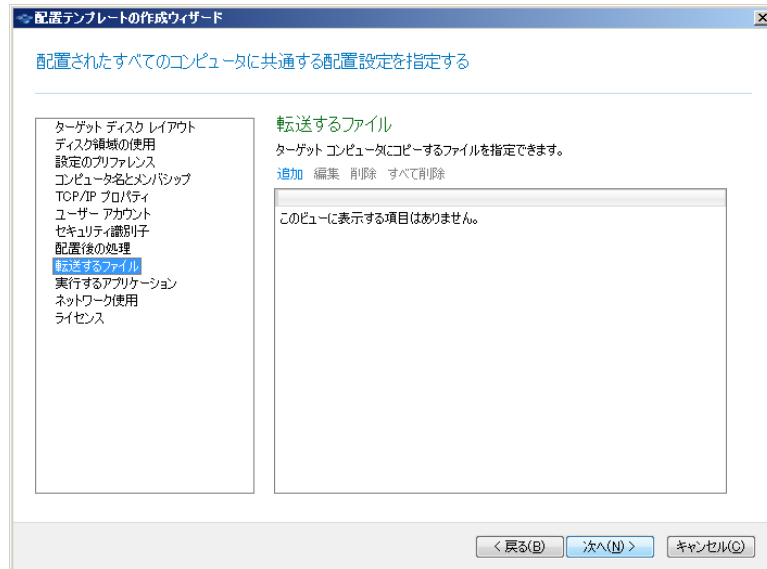 配置テンプレートの作成ウィザード
配置されたすべてのコンピュータに共通する配置設定を指定する
ターゲット ディスク レイアウト
ディスク領域の使用
設定のプリファレンス
コンピュータ名とメンバシップ
TCP/IP プロパティ
ユーザー アカウント
セキュリティ識別子
配置後の処理
転送するファイル
実行するアプリケーション
ネットワーク使用
ライセンス
転送するファイル
ターゲット コンピュータにコピーするファイルを指定できます。
追加 編集 削除 すべて削除
このビューに表示する項目はありません。
< 戻る(B) 次へ(N) > キャンセル(C)